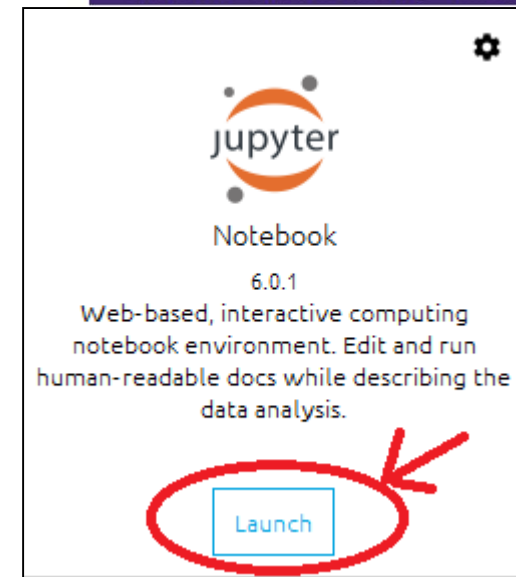 jupyter
Notebook
6.0.1
Web-based, interactive computing
notebook environment. Edit and run
human-readable docs while describing the
data analysis.
Launch